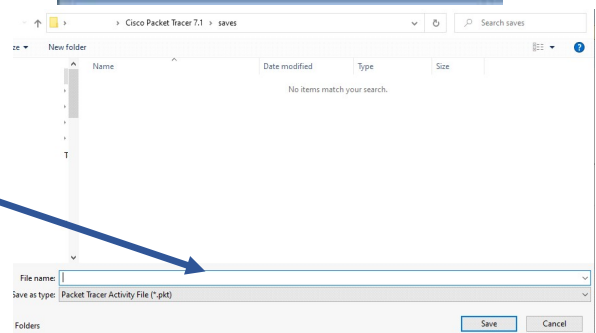 Cisco Packet Tracer 7.1 > saves
Search saves
ze New folder
Name Date modified Type Size
No items match your search.
T
File name:
Save as type: Packet Tracer Activity File (*.pkt)
Folders Save Cancel